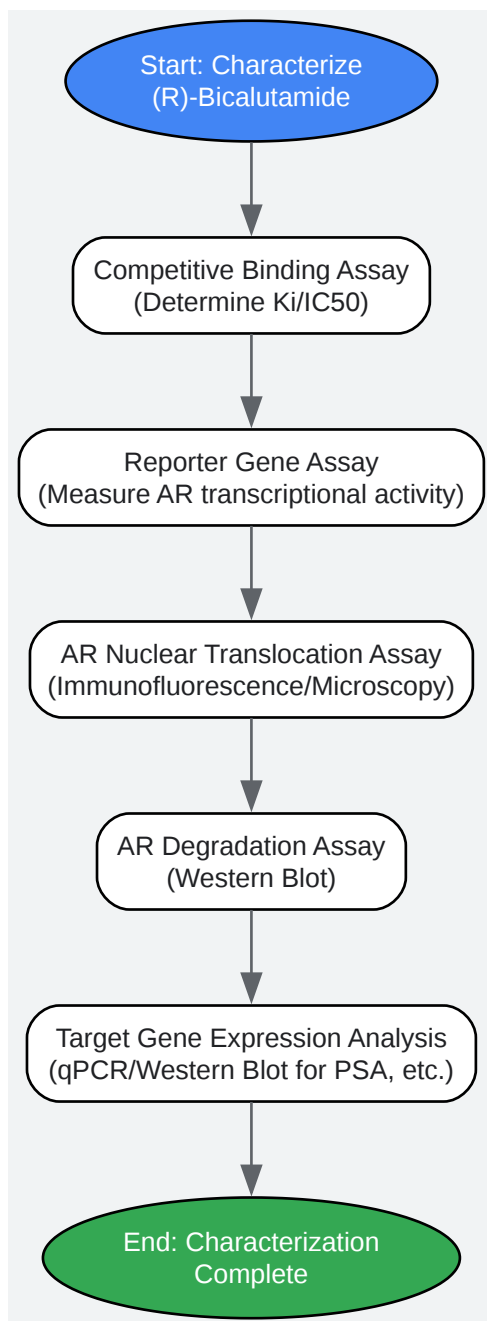 Start: Characterize
(R)-Bicalutamide
Competitive Binding Assay
(Determine Ki/IC50)
Reporter Gene Assay
(Measure AR transcriptional activity)
AR Nuclear Translocation Assay
(Immunofluorescence/Microscopy)
AR Degradation Assay
(Western Blot)
Target Gene Expression Analysis
(qPCR/Western Blot for PSA, etc.)
End: Characterization
Complete